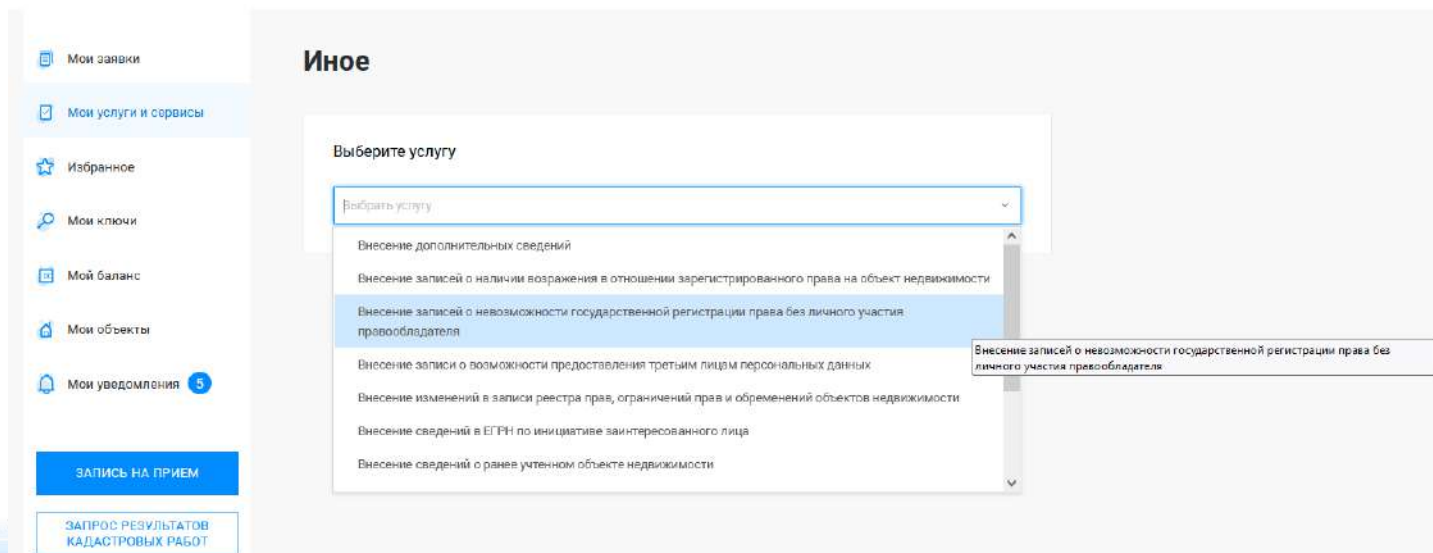 Мои заявки
Мои услуги и сервисы
Избранное
Мои ключи
Мой баланс
Мои объекты
Мои уведомления 5
ЗАПИСЬ НА ПРИЕМ
ЗАПРОС РЕЗУЛЬТАТОВ
КАДАСТРОВЫХ РАБОТ
Иное
Выберите услугу
Выбрать услугу
Внесение дополнительных сведений
Внесение записей о наличии возражения в отношении зарегистрированного права на объект недвижимости
Внесение записей о невозможности государственной регистрации права без личного участия
правообладателя
Внесение записи о возможности предоставления третьим лицам персональных данных
Внесение изменений в записи реестра прав, ограничений прав и обременений объектов недвижимости
Внесение сведений в ЕГРН по инициативе заинтересованного лица
Внесение сведений о ранее учтенном объекте недвижимости
Внесение записей о невозможности государственной регистрации права без
личного участия правообладателя